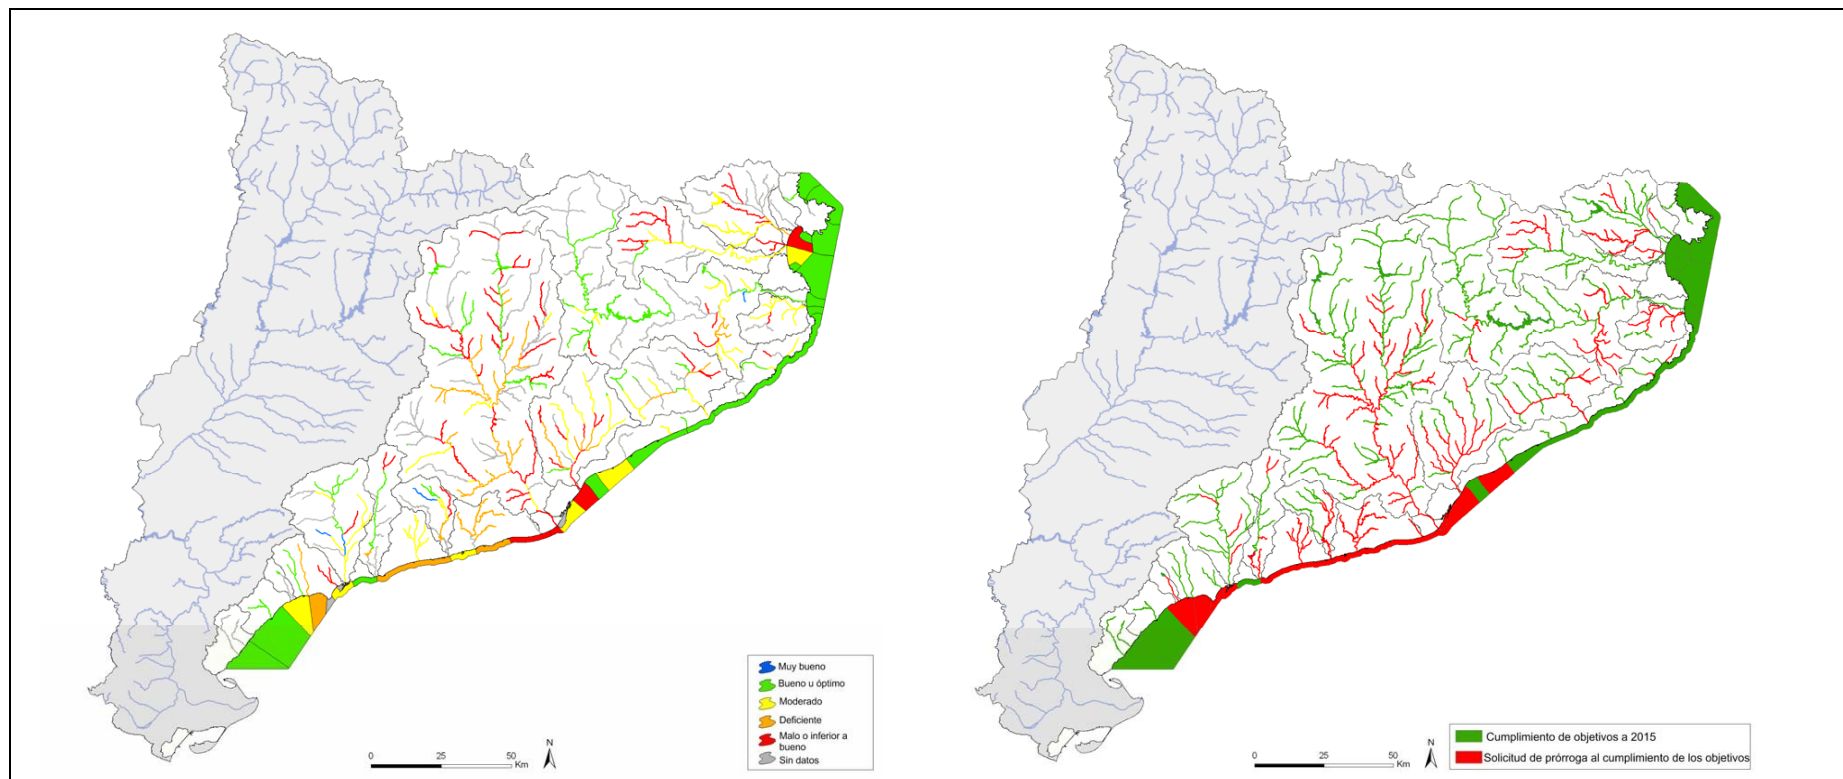 Muy bueno
Bueno u óptimo
Moderado
Deficiente
Malo o inferior a
bueno
Sin datos
0 25 50
Km
N
Cumplimiento de objetivos a 2015
Solicitud de prórroga al cumplimiento de los objetivos
0 25 50
Km
N